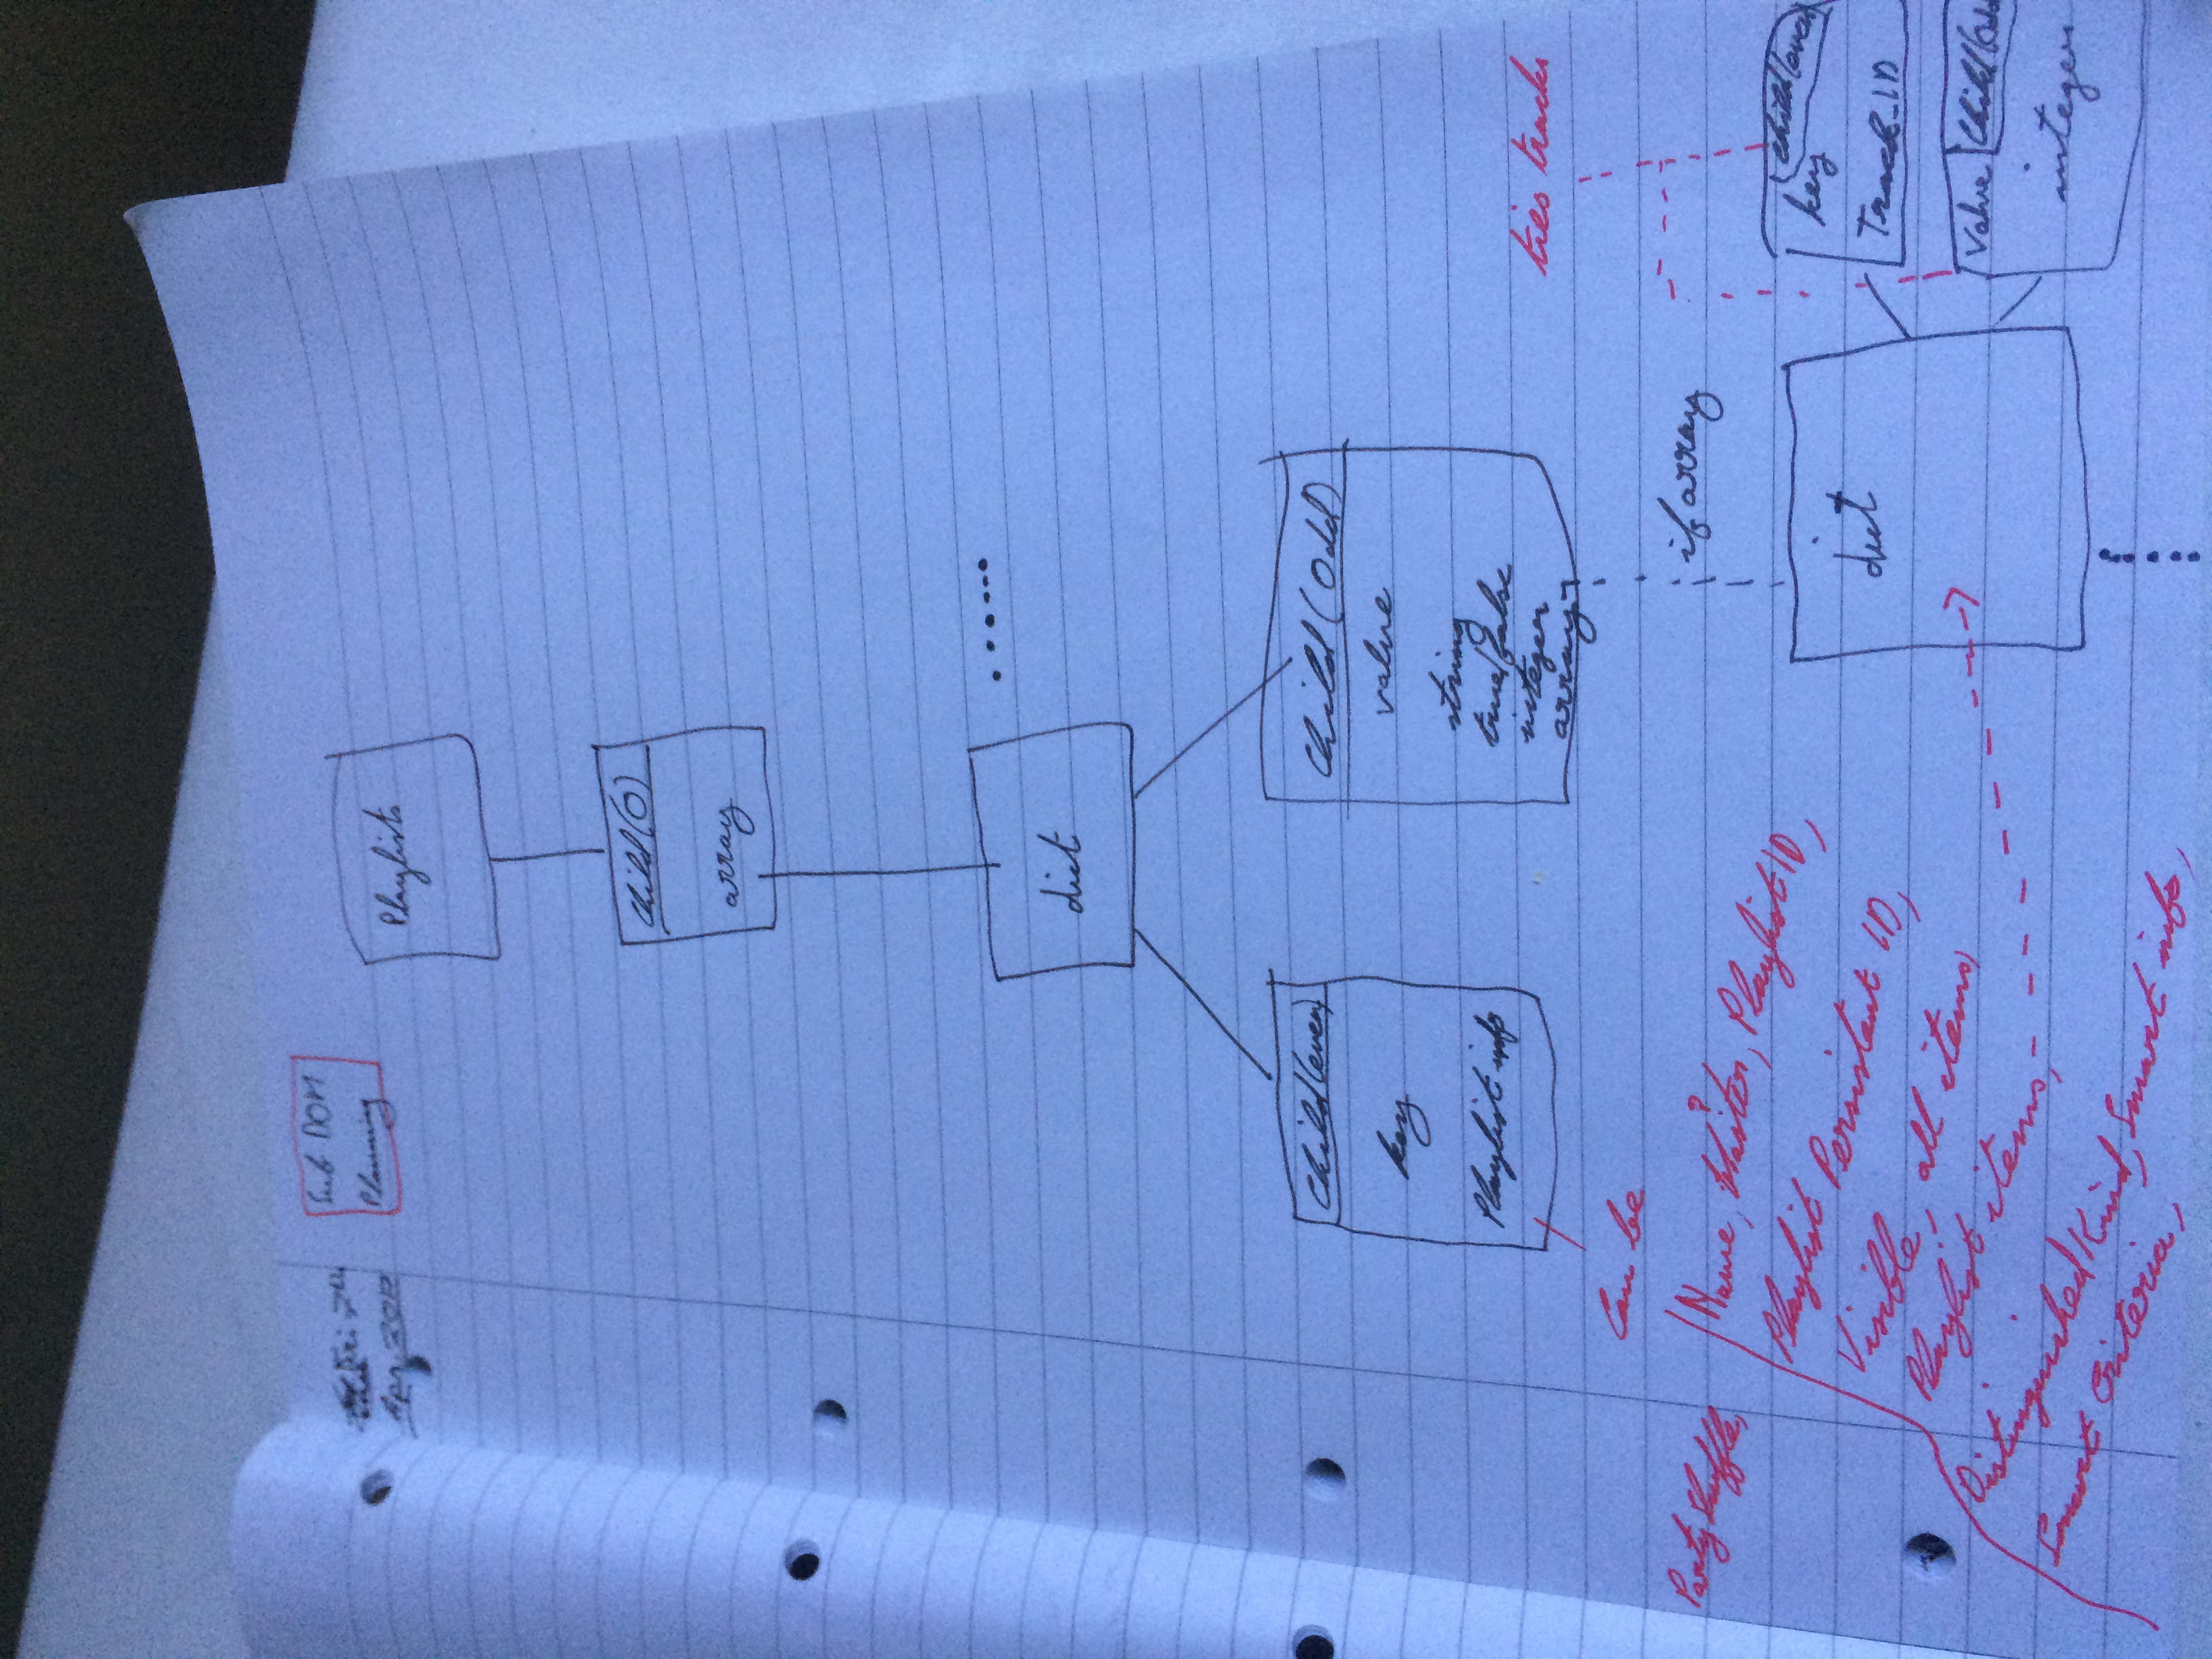 Fri 7th
Apr. 2017
Sub DOM
Planning
Playlists
Child(0)
array
dict
Child(even)
key
Playlist info
Child(Odd)
value
string
true/false
integer
array
ties tracks
Can be
if array
Party Shuffle,
Name, Master?, Playlist ID,
Playlist Persistent ID,
Visible, all items,
Playlist items,
Distinguished Kind, Smart info,
Smart Criteria,
dict
Child(even)
key
Track_ID
Value Child(Odd
integer